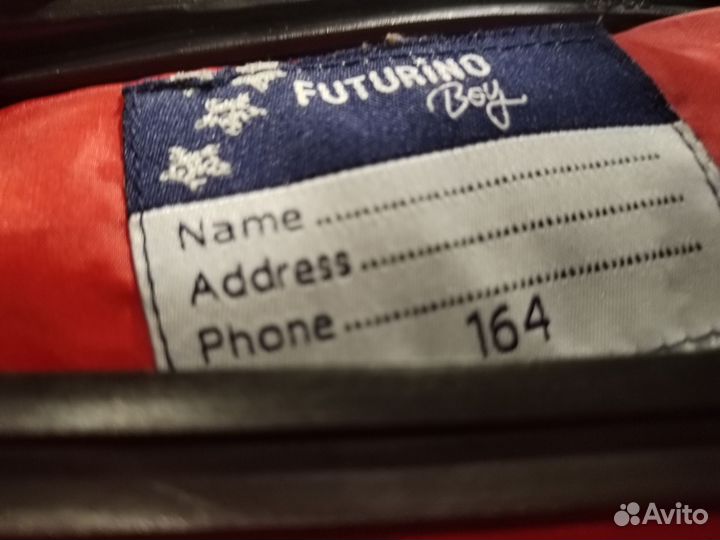 FUTURINO
Boy
Name ........................................
Address ........................................
Phone ........................................
164
Avito